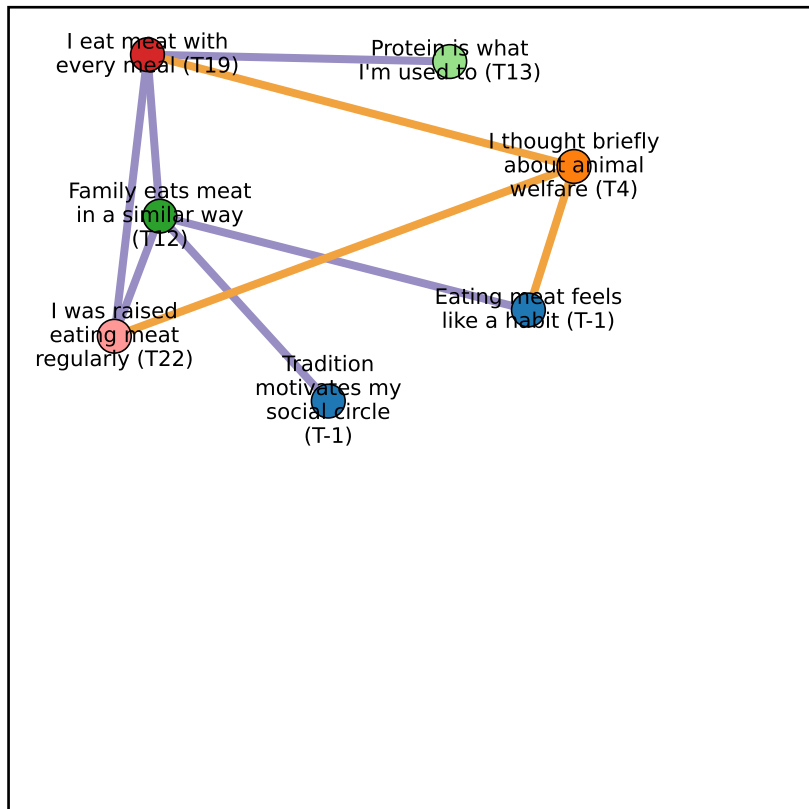 I eat meat with
every meal (T19)
Protein is what
I'm used to (T13)
I thought briefly
about animal
welfare (T4)
Family eats meat
in a similar way
(T12)
Eating meat feels
like a habit (T-1)
I was raised
eating meat
regularly (T22)
Tradition
motivates my
social circle
(T-1)